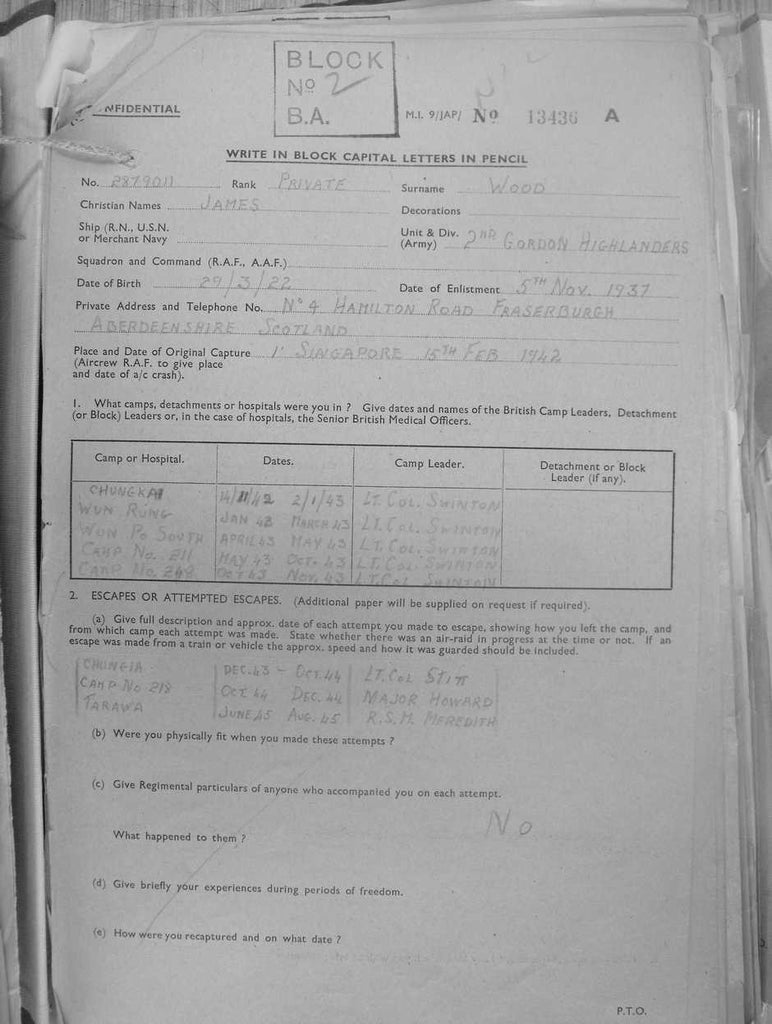 BLOCK
No 2
B.A.
NFIDENTIAL
M.I. 9/JAP/ No 13436 A
WRITE IN BLOCK CAPITAL LETTERS IN PENCIL
No. 2879011 Rank PRIVATE Surname WOOD
Christian Names JAMES Decorations
Ship (R.N., U.S.N. or Merchant Navy
Unit & Div. (Army) 2ND GORDON HIGHLANDERS
Squadron and Command (R.A.F., A.A.F.)
Date of Birth 29/3/22 Date of Enlistment 5TH NOV. 1937
Private Address and Telephone No. No 4 HAMILTON ROAD FRASERBURGH
ABERDEENSHIRE SCOTLAND
Place and Date of Original Capture SINGAPORE 15TH FEB 1942
(Aircrew R.A.F. to give place
and date of a/c crash).
1. What camps, detachments or hospitals were you in ? Give dates and names of the British Camp Leaders, Detachment
(or Block) Leaders or, in the case of hospitals, the Senior British Medical Officers.
Camp or Hospital. Dates. Camp Leader. Detachment or Block
Leader (if any).
CHUNGKAI 14/11/42 2/1/43 LT. COL. SWINTON
WUN RUNG JAN 43 MARCH 43 LT. COL. SWINTON
WUN PO SOUTH APRIL 43 MAY 43 LT. COL. SWINTON
CAMP NO. 211 MAY 43 OCT. 43 LT. COL. SWINTON
CAMP NO. OCT 43 NOV. 43 LT. COL. SWINTON
2. ESCAPES OR ATTEMPTED ESCAPES. (Additional paper will be supplied on request if required).
(a) Give full description and approx. date of each attempt you made to escape, showing how you left the camp, and
from which camp each attempt was made. State whether there was an air-raid in progress at the time or not. If an
escape was made from a train or vehicle the approx. speed and how it was guarded should be included.
CHUNGIA DEC. 43 - OCT. 44 LT. COL STITT
CAMP NO 218 OCT 44 DEC. 44 MAJOR HOWARD
TARAWA JUNE 45 AUG. 45 R.S.M. MEREDITH
(b) Were you physically fit when you made these attempts ?
(c) Give Regimental particulars of anyone who accompanied you on each attempt.
NO
What happened to them ?
(d) Give briefly your experiences during periods of freedom.
(e) How were you recaptured and on what date ?
P.T.O.